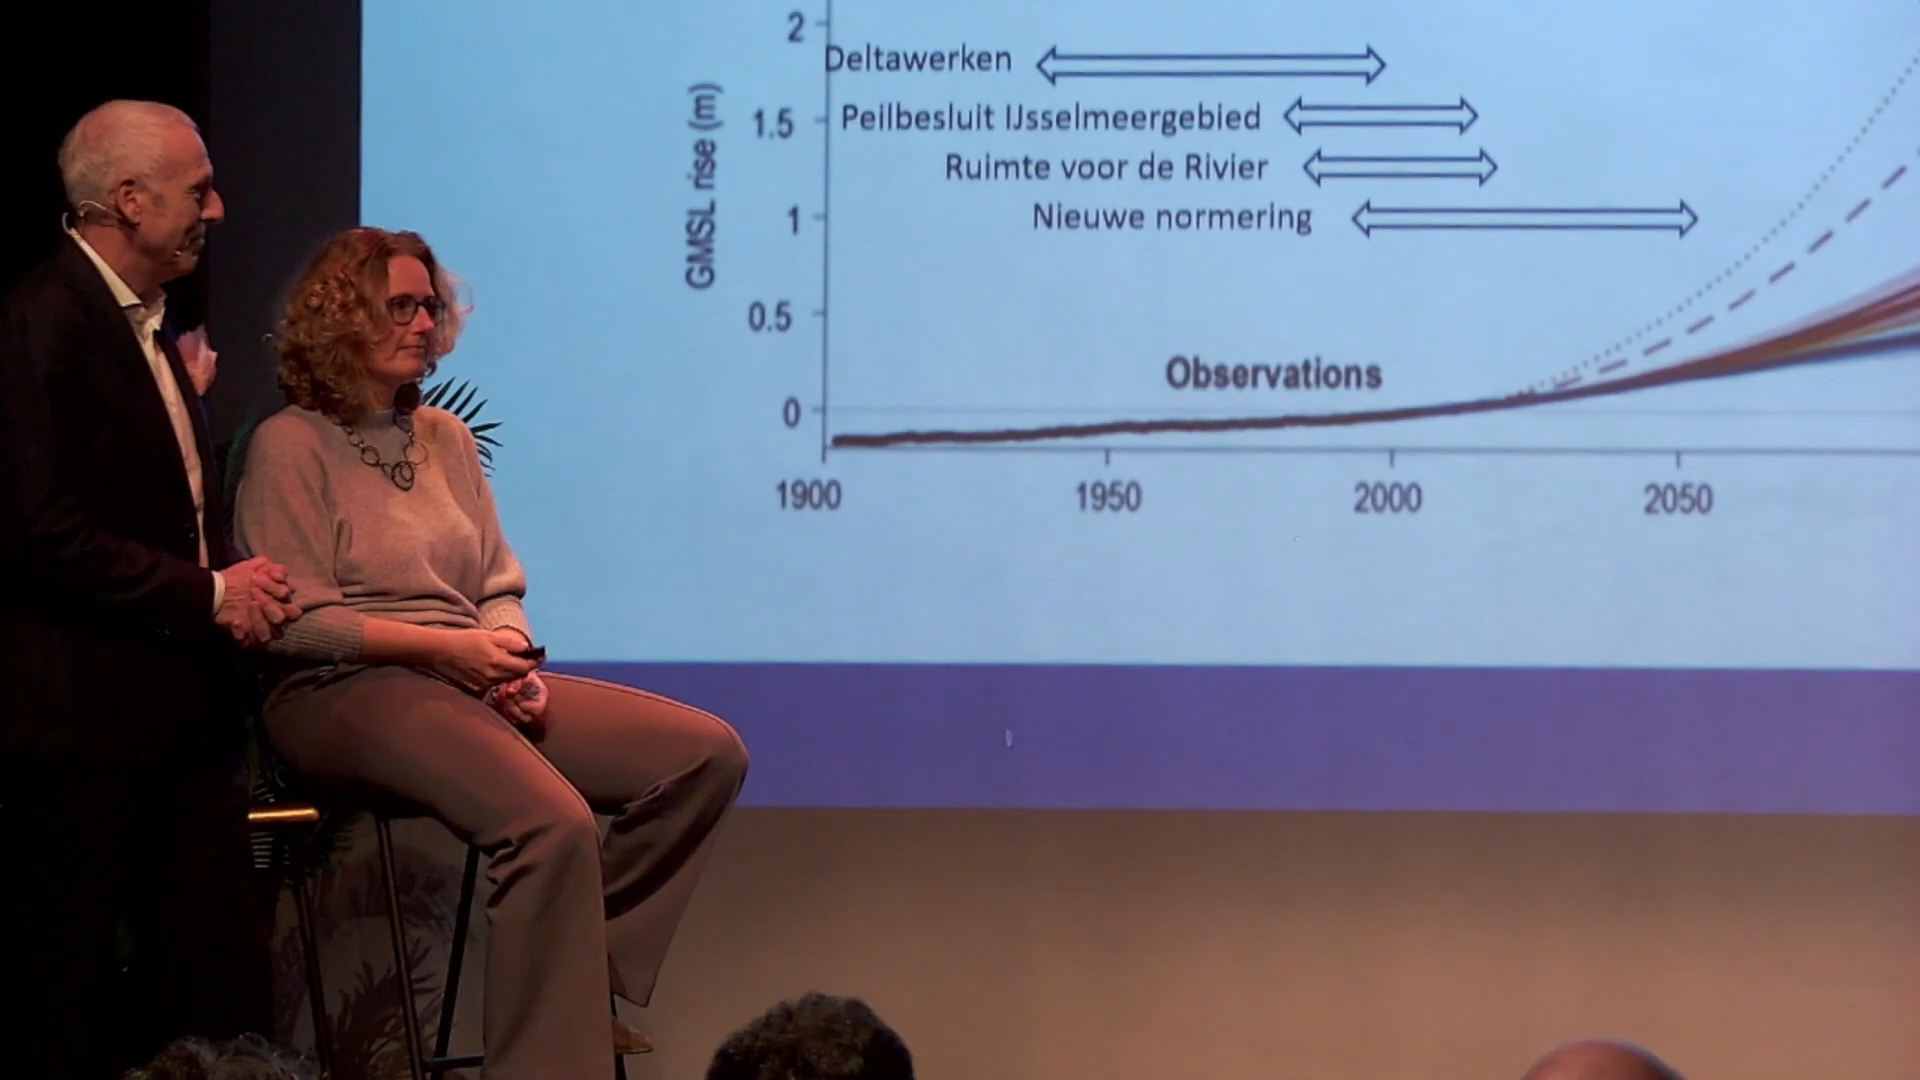 2
Deltawerken
1.5
Peilbesluit IJsselmeergebied
Ruimte voor de Rivier
1
Nieuwe normering
GMSL rise (m)
0.5
Observations
0
1900
1950
2000
2050